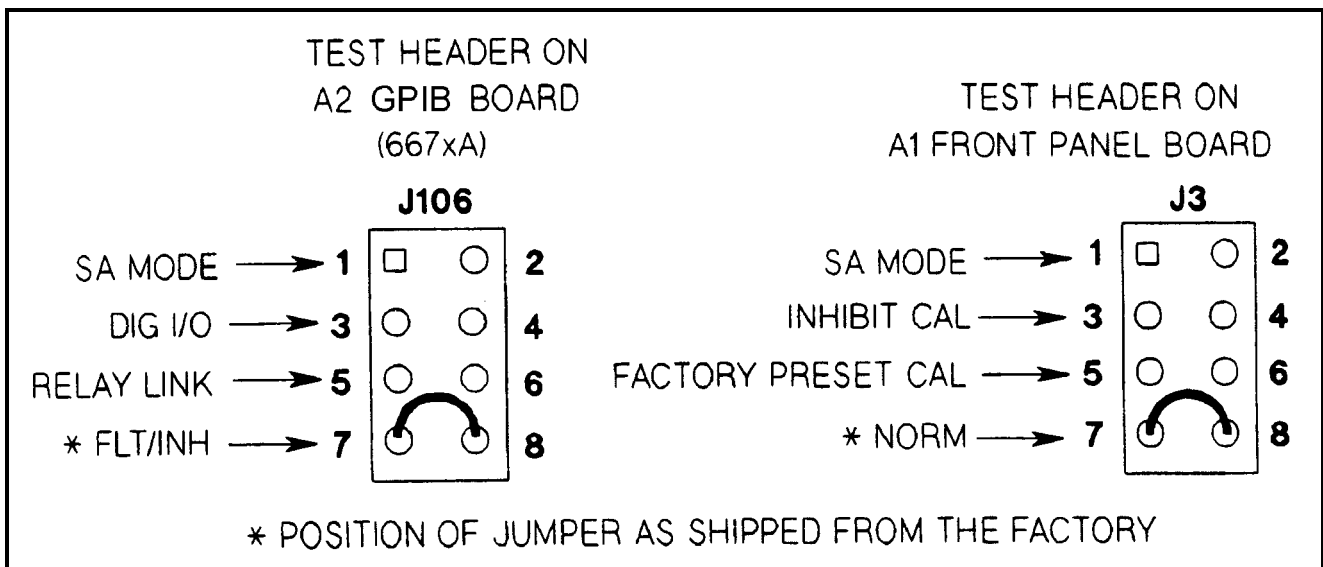 TEST HEADER ON
A2 GPIB BOARD
(667xA)
J106
SA MODE 1 2
DIG I/O 3 4
RELAY LINK 5 6
* FLT/INH 7 8
TEST HEADER ON
A1 FRONT PANEL BOARD
J3
SA MODE 1 2
INHIBIT CAL 3 4
FACTORY PRESET CAL 5 6
* NORM 7 8
* POSITION OF JUMPER AS SHIPPED FROM THE FACTORY